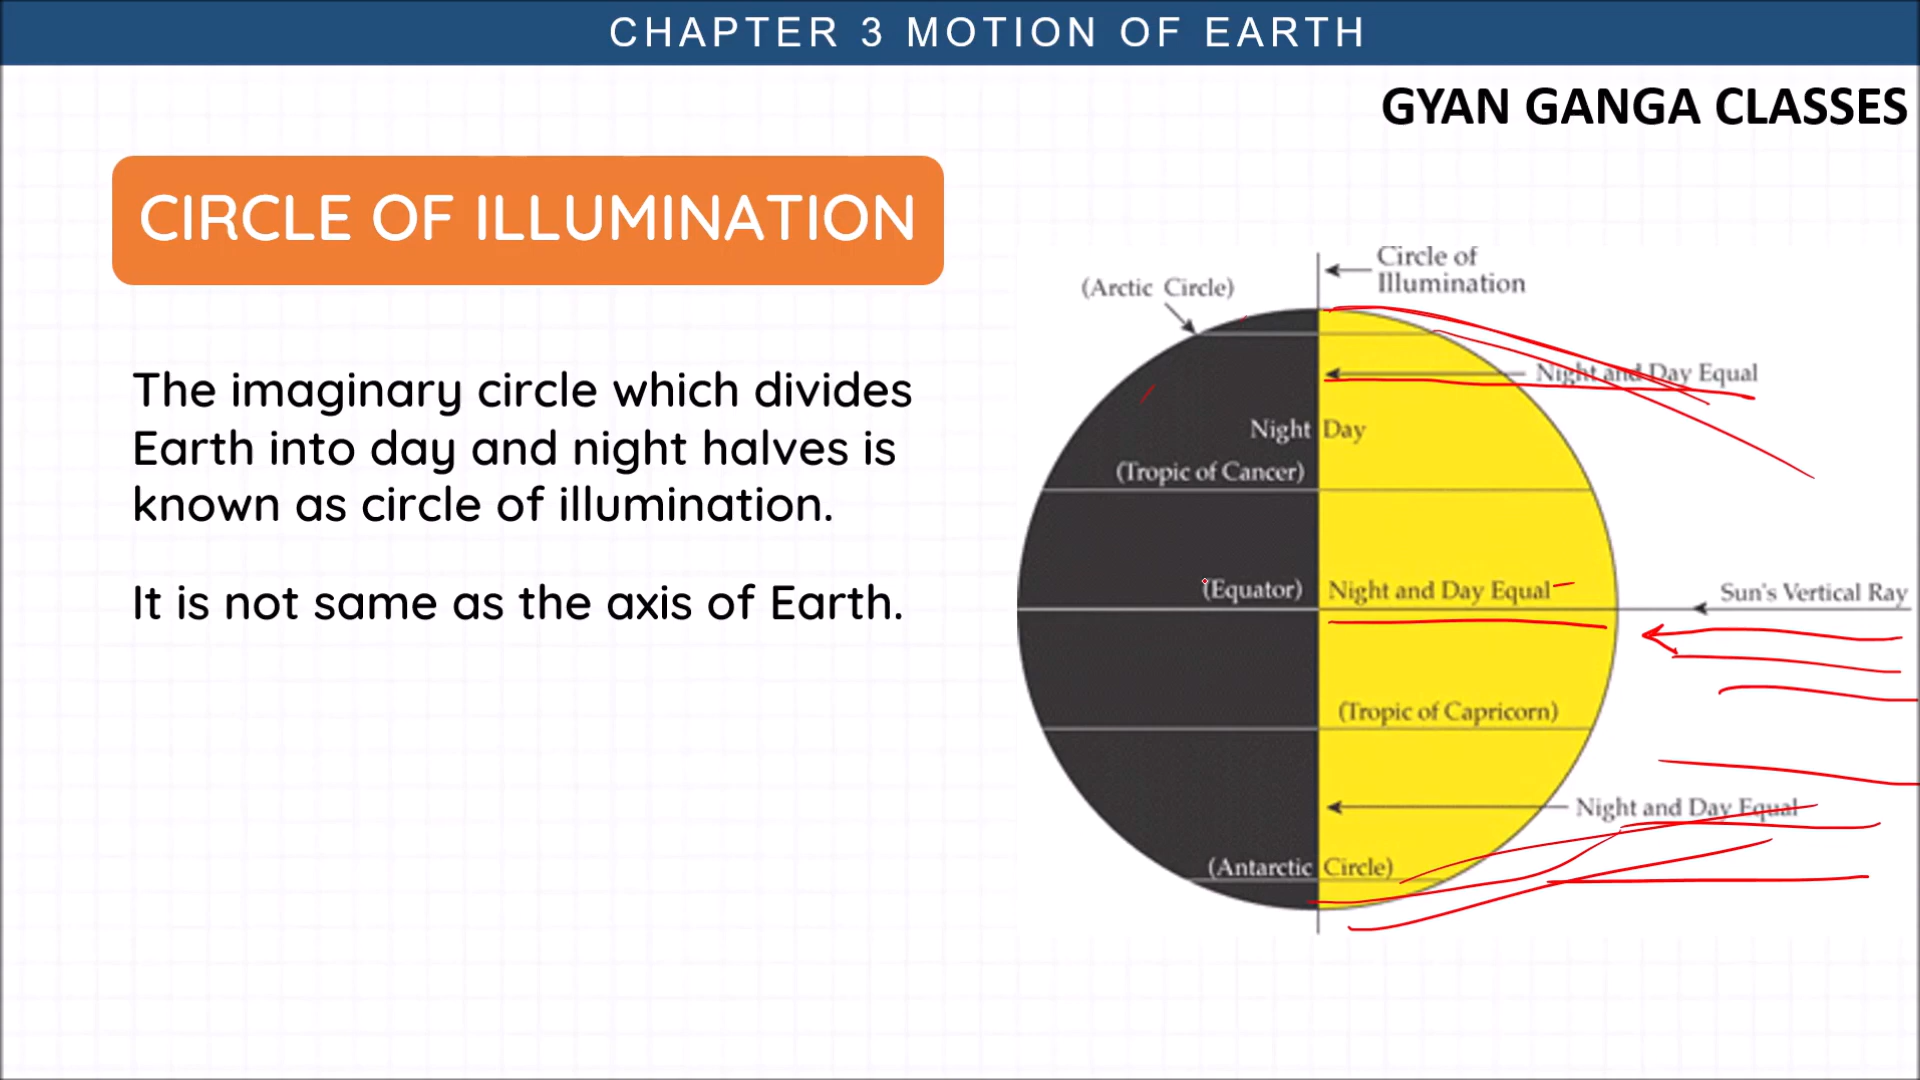 CHAPTER 3 MOTION OF EARTH
GYAN GANGA CLASSES
CIRCLE OF ILLUMINATION
The imaginary circle which divides
Earth into day and night halves is
known as circle of illumination.
It is not same as the axis of Earth.
Circle of
Illumination
(Arctic Circle)
Night and Day Equal
Night Day
(Tropic of Cancer)
(Equator) Night and Day Equal
Sun's Vertical Ray
(Tropic of Capricorn)
Night and Day Equal
(Antarctic Circle)